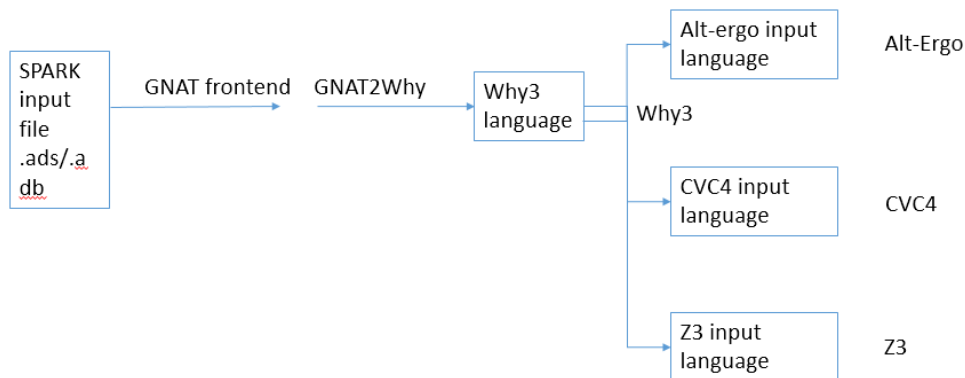 SPARK
input
file
.ads/.a
db
GNAT frontend
GNAT2Why
Why3
language
Why3
Alt-ergo input
language
Alt-Ergo
CVC4 input
language
CVC4
Z3 input
language
Z3